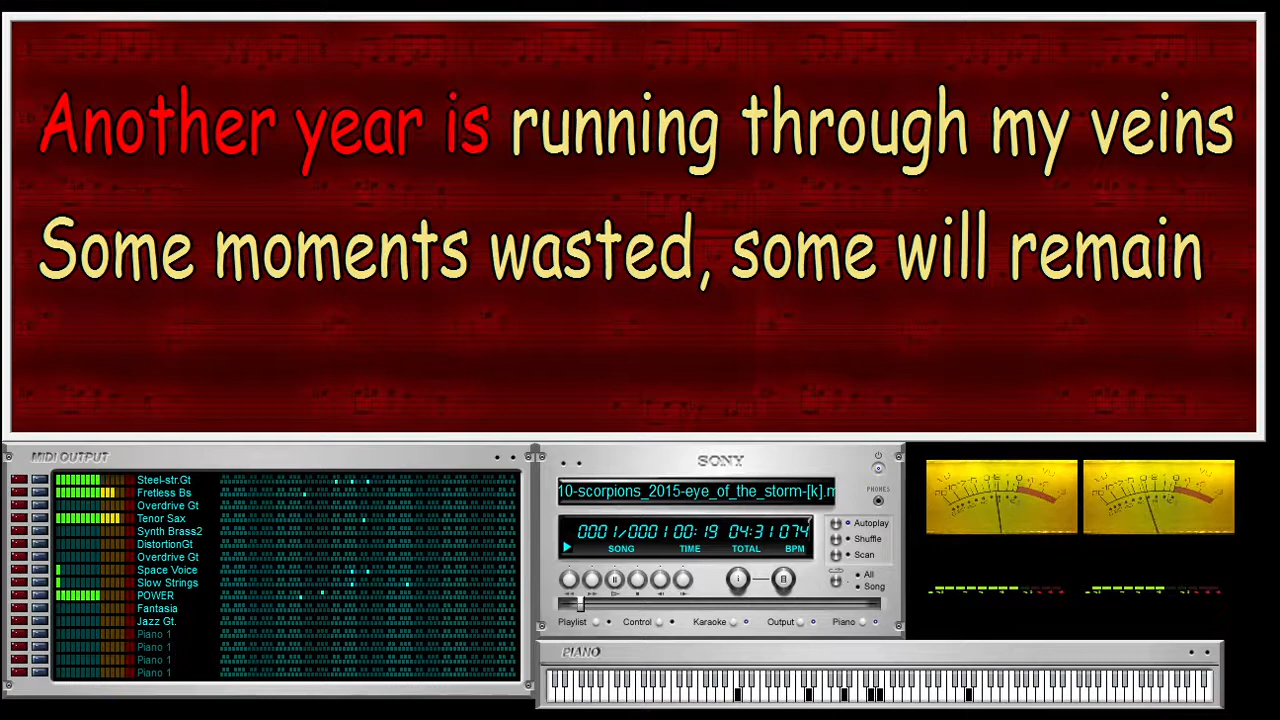 Another year is running through my veins
Some moments wasted, some will remain
MIDI OUTPUT
Steel-str.Gt
Fretless Bs
Overdrive Gt
Tenor Sax
Synth Brass2
DistortionGt
Overdrive Gt
Space Voice
Slow Strings
POWER
Fantasia
Jazz Gt.
Piano 1
Piano 1
Piano 1
Piano 1
SONY
10-scorpions_2015-eye_of_the_storm-[k].m
PHONES
0001/0001 00:19 04:31 074
SONG TIME TOTAL BPM
Autoplay
Shuffle
Scan
All
Song
Playlist Control Karaoke Output Piano
PIANO